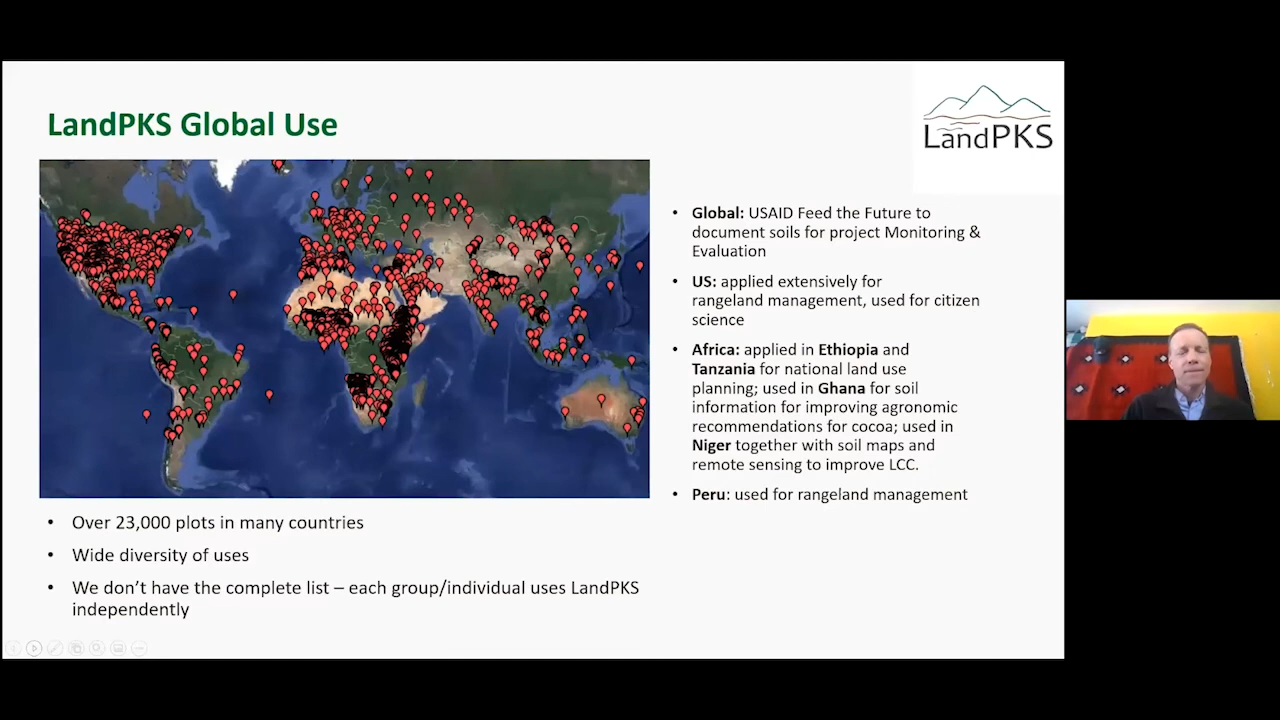 LandPKS Global Use
LandPKS
• Global: USAID Feed the Future to
document soils for project Monitoring &
Evaluation
• US: applied extensively for
rangeland management, used for citizen
science
• Africa: applied in Ethiopia and
Tanzania for national land use
planning; used in Ghana for soil
information for improving agronomic
recommendations for cocoa; used in
Niger together with soil maps and
remote sensing to improve LCC.
• Peru: used for rangeland management
• Over 23,000 plots in many countries
• Wide diversity of uses
• We don’t have the complete list – each group/individual uses LandPKS
independently